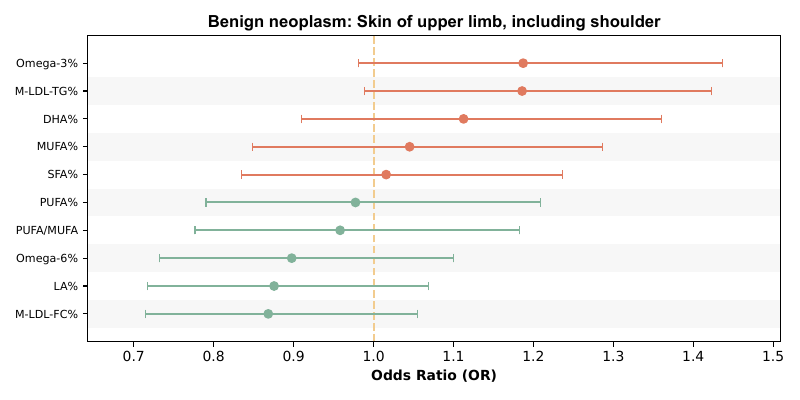 Benign neoplasm: Skin of upper limb, including shoulder
Omega-3%
M-LDL-TG%
DHA%
MUFA%
SFA%
PUFA%
PUFA/MUFA
Omega-6%
LA%
M-LDL-FC%
0.7 0.8 0.9 1.0 1.1 1.2 1.3 1.4 1.5
Odds Ratio (OR)